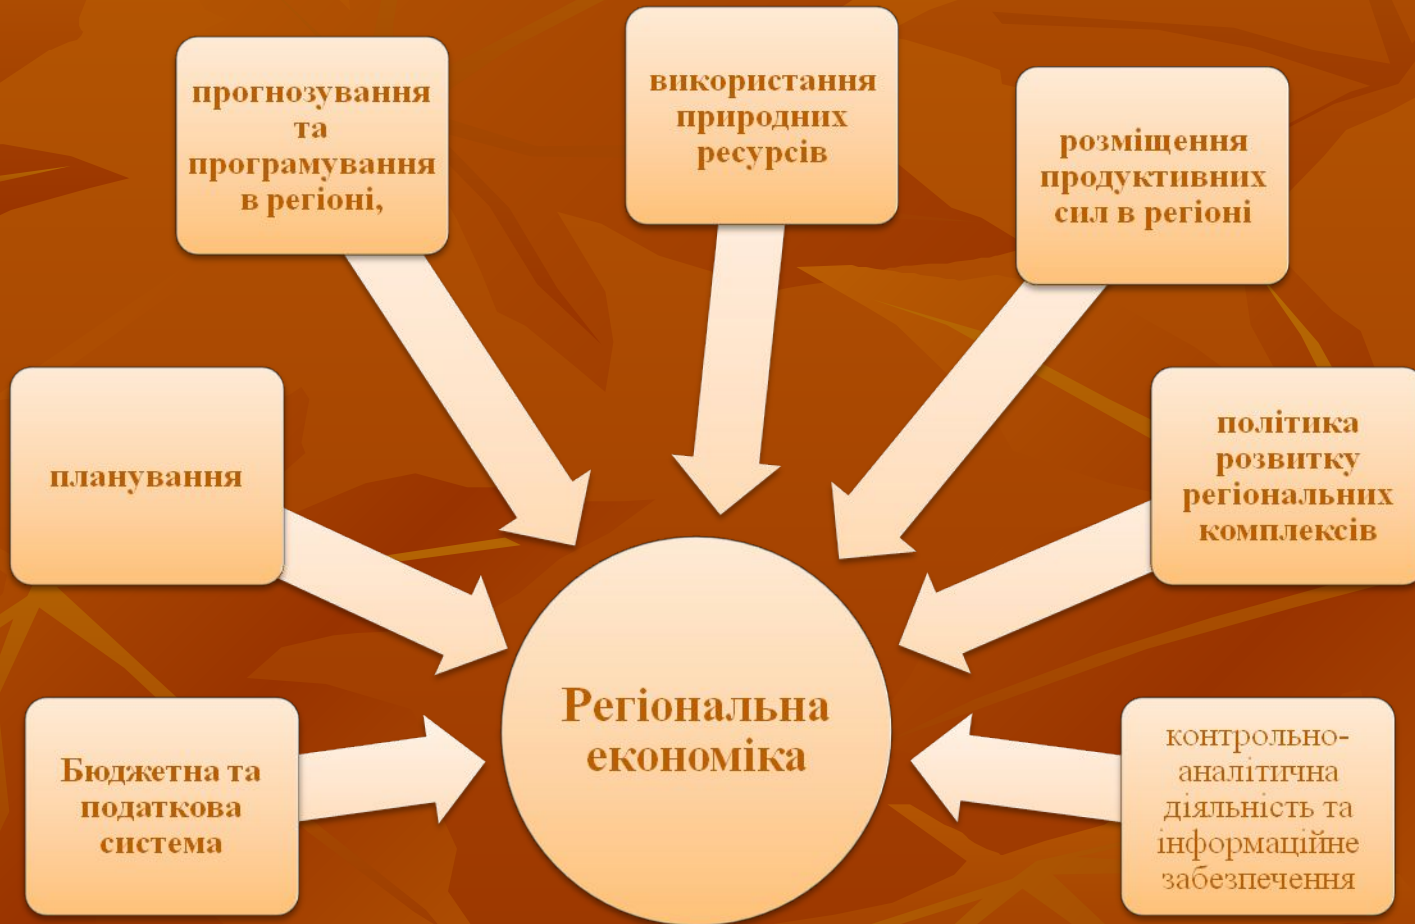 прогнозування
та
програмування
в регіоні,
використання
природних
ресурсів
розміщення
продуктивних
сил в регіоні
планування
політика
розвитку
регіональних
комплексів
Бюджетна та
податкова
система
Регіональна
економіка
контрольно-
аналітична
діяльність та
інформаційне
забезпечення